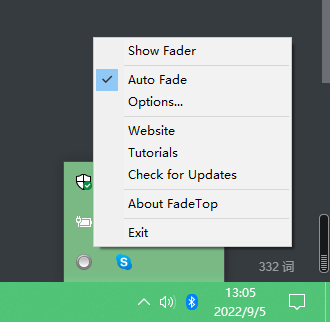 Show Fader
Auto Fade
Options...
Website
Tutorials
Check for Updates
About FadeTop
Exit
332 词
13:05
2022/9/5